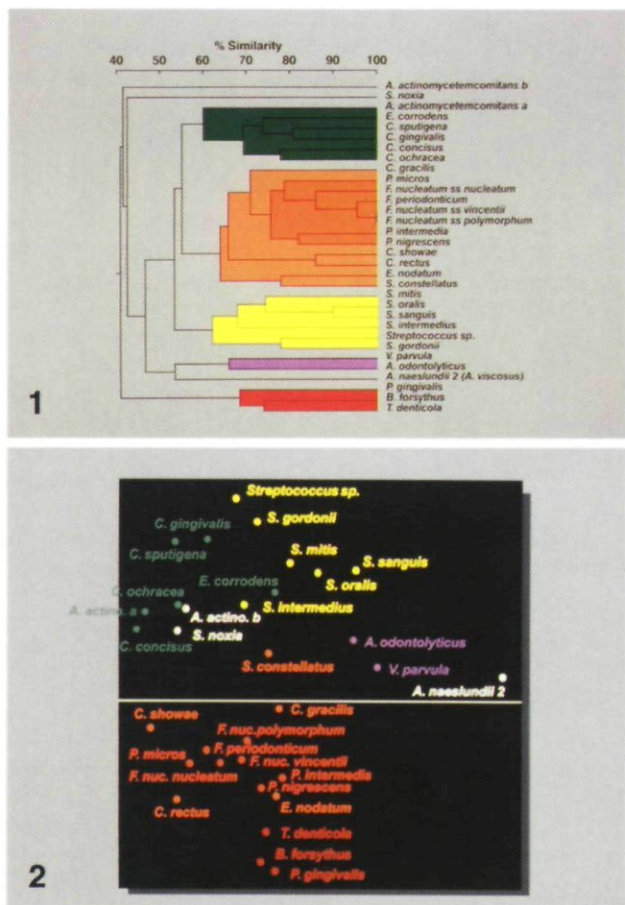 % Similarity
40 50 60 70 80 90 100
A. actinomycetemcomitans b
S. noxia
A. actinomycetemcomitans a
E. corrodens
C. sputigena
C. gingivalis
C. concisus
C. ochracea
C. gracilis
P. micros
F. nucleatum ss nucleatum
F. periodonticum
F. nucleatum ss vincentii
F. nucleatum ss polymorphum
P. intermedia
P. nigrescens
C. showae
C. rectus
E. nodatum
S. constellatus
S. mitis
S. oralis
S. sanguis
S. intermedius
Streptococcus sp.
S. gordonii
V. parvula
A. odontolyticus
A. naeslundii 2 (A. viscosus)
P. gingivalis
B. forsythus
T. denticola
1
Streptococcus sp.
C. gingivalis
S. gordonii
C. sputigena
S. mitis
S. sanguis
E. corrodens
S. oralis
C. ochracea
A. actino. a
A. actino. b
S. intermedius
S. noxia
C. concisus
A. odontolyticus
S. constellatus
V. parvula
A. naeslundii 2
C. showae
C. gracilis
F. nuc. polymorphum
P. micros
F. periodonticum
F. nuc. vincentii
F. nuc. nucleatum
P. intermedia
P. nigrescens
C. rectus
E. nodatum
T. denticola
B. forsythus
P. gingivalis
2